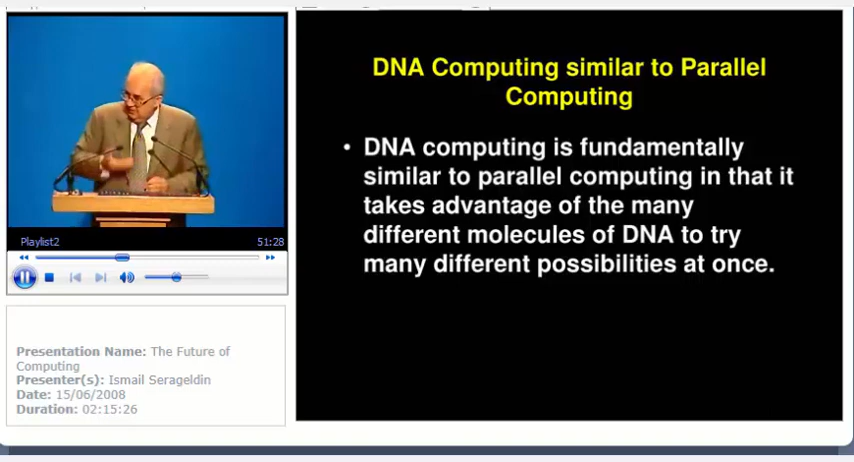 DNA Computing similar to Parallel
Computing
• DNA computing is fundamentally
similar to parallel computing in that it
takes advantage of the many
different molecules of DNA to try
many different possibilities at once.
Playlist2
51:28
Presentation Name: The Future of
Computing
Presenter(s): Ismail Serageldin
Date: 15/06/2008
Duration: 02:15:26